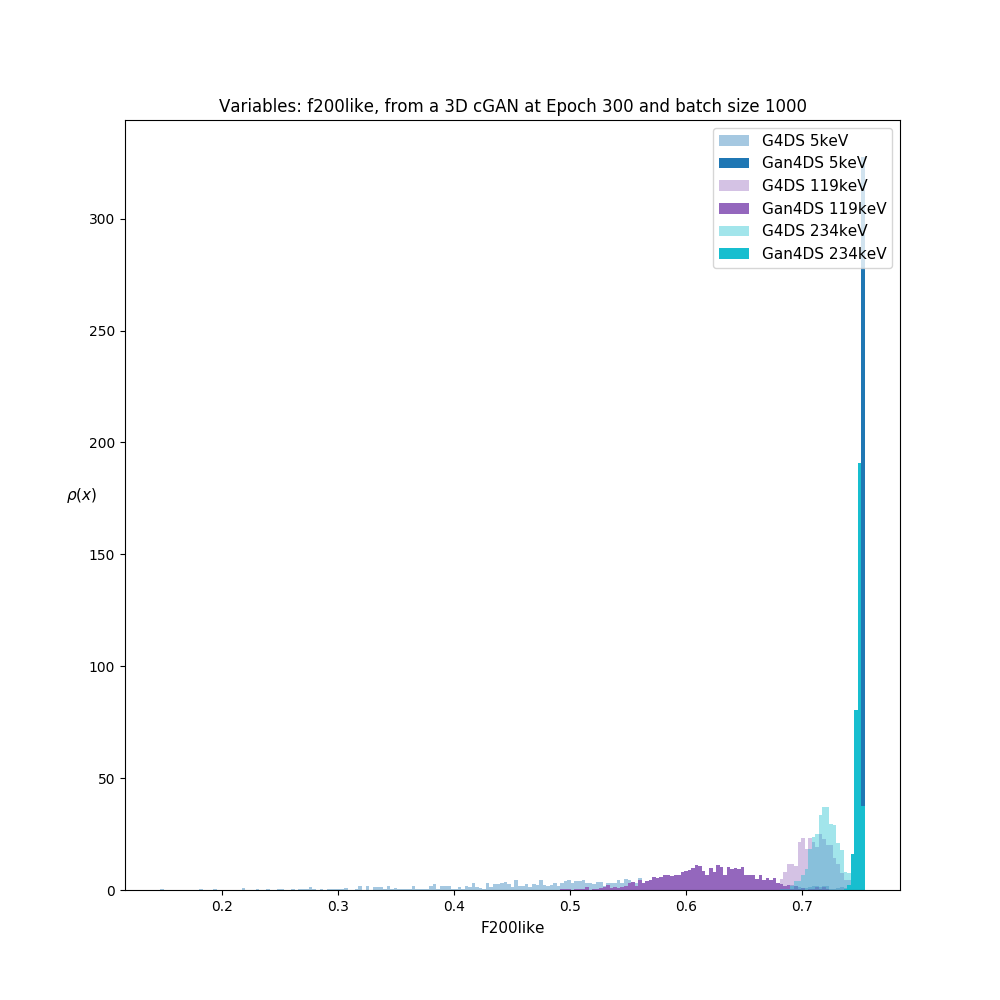 Variables: f200like, from a 3D cGAN at Epoch 300 and batch size 1000
G4DS 5keV
Gan4DS 5keV
G4DS 119keV
Gan4DS 119keV
G4DS 234keV
Gan4DS 234keV
300
250
200
150
100
50
0
ρ(x)
0.2 0.3 0.4 0.5 0.6 0.7
F200like